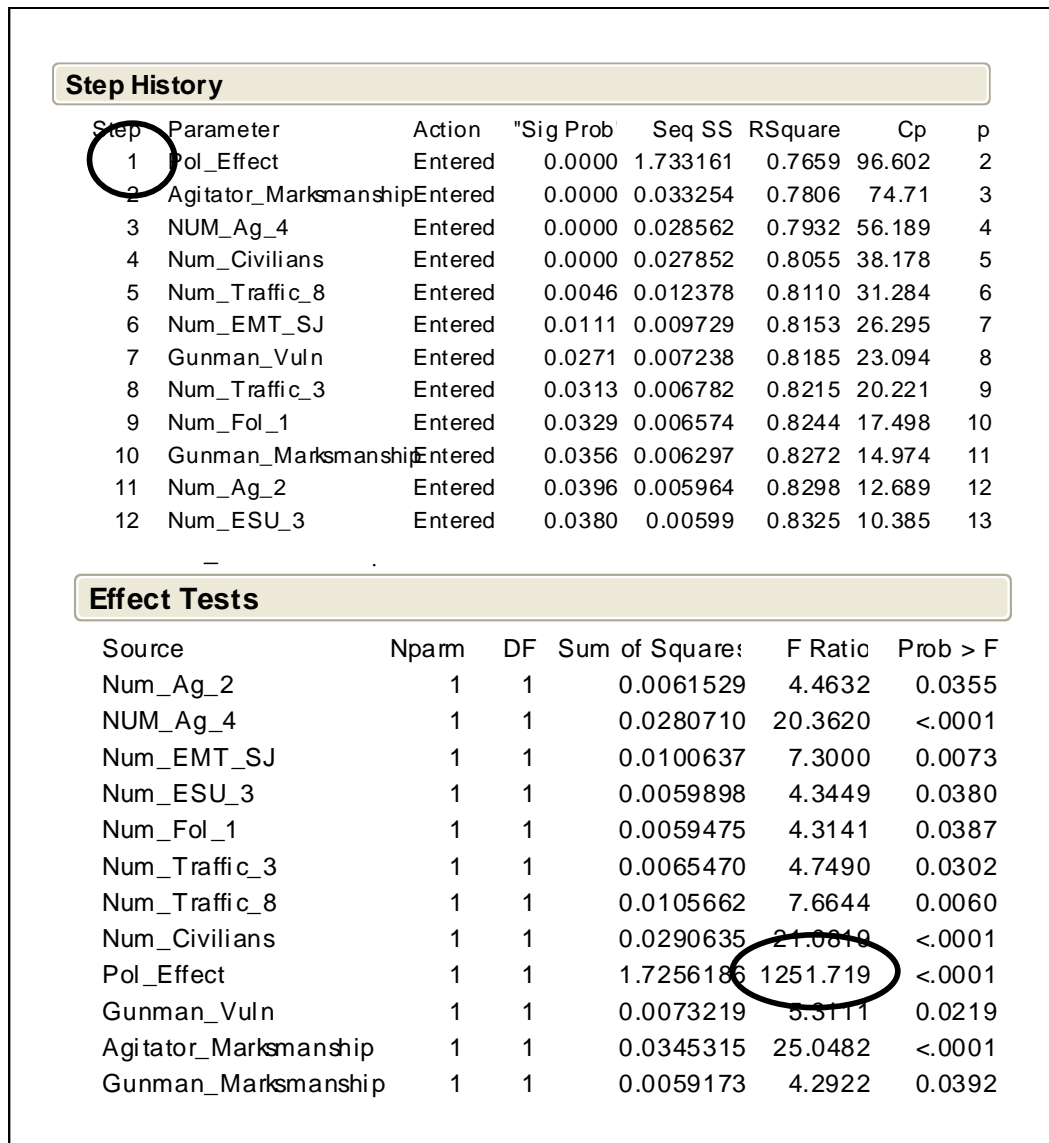 Step History
Step Parameter Action "Sig Prob" Seq SS RSquare Cp p
1 Pol_Effect Entered 0.0000 1.733161 0.7659 96.602 2
2 Agitator_Marksmanship Entered 0.0000 0.033254 0.7806 74.71 3
3 NUM_Ag_4 Entered 0.0000 0.028562 0.7932 56.189 4
4 Num_Civilians Entered 0.0000 0.027852 0.8055 38.178 5
5 Num_Traffic_8 Entered 0.0046 0.012378 0.8110 31.284 6
6 Num_EMT_SJ Entered 0.0111 0.009729 0.8153 26.295 7
7 Gunman_Vuln Entered 0.0271 0.007238 0.8185 23.094 8
8 Num_Traffic_3 Entered 0.0313 0.006782 0.8215 20.221 9
9 Num_Fol_1 Entered 0.0329 0.006574 0.8244 17.498 10
10 Gunman_Marksmanship Entered 0.0356 0.006297 0.8272 14.974 11
11 Num_Ag_2 Entered 0.0396 0.005964 0.8298 12.689 12
12 Num_ESU_3 Entered 0.0380 0.00599 0.8325 10.385 13
Effect Tests
Source Nparm DF Sum of Squares F Ratio Prob > F
Num_Ag_2 1 1 0.0061529 4.4632 0.0355
NUM_Ag_4 1 1 0.0280710 20.3620 <.0001
Num_EMT_SJ 1 1 0.0100637 7.3000 0.0073
Num_ESU_3 1 1 0.0059898 4.3449 0.0380
Num_Fol_1 1 1 0.0059475 4.3141 0.0387
Num_Traffic_3 1 1 0.0065470 4.7490 0.0302
Num_Traffic_8 1 1 0.0105662 7.6644 0.0060
Num_Civilians 1 1 0.0290635 21.0819 <.0001
Pol_Effect 1 1 1.7256186 1251.719 <.0001
Gunman_Vuln 1 1 0.0073219 5.3111 0.0219
Agitator_Marksmanship 1 1 0.0345315 25.0482 <.0001
Gunman_Marksmanship 1 1 0.0059173 4.2922 0.0392